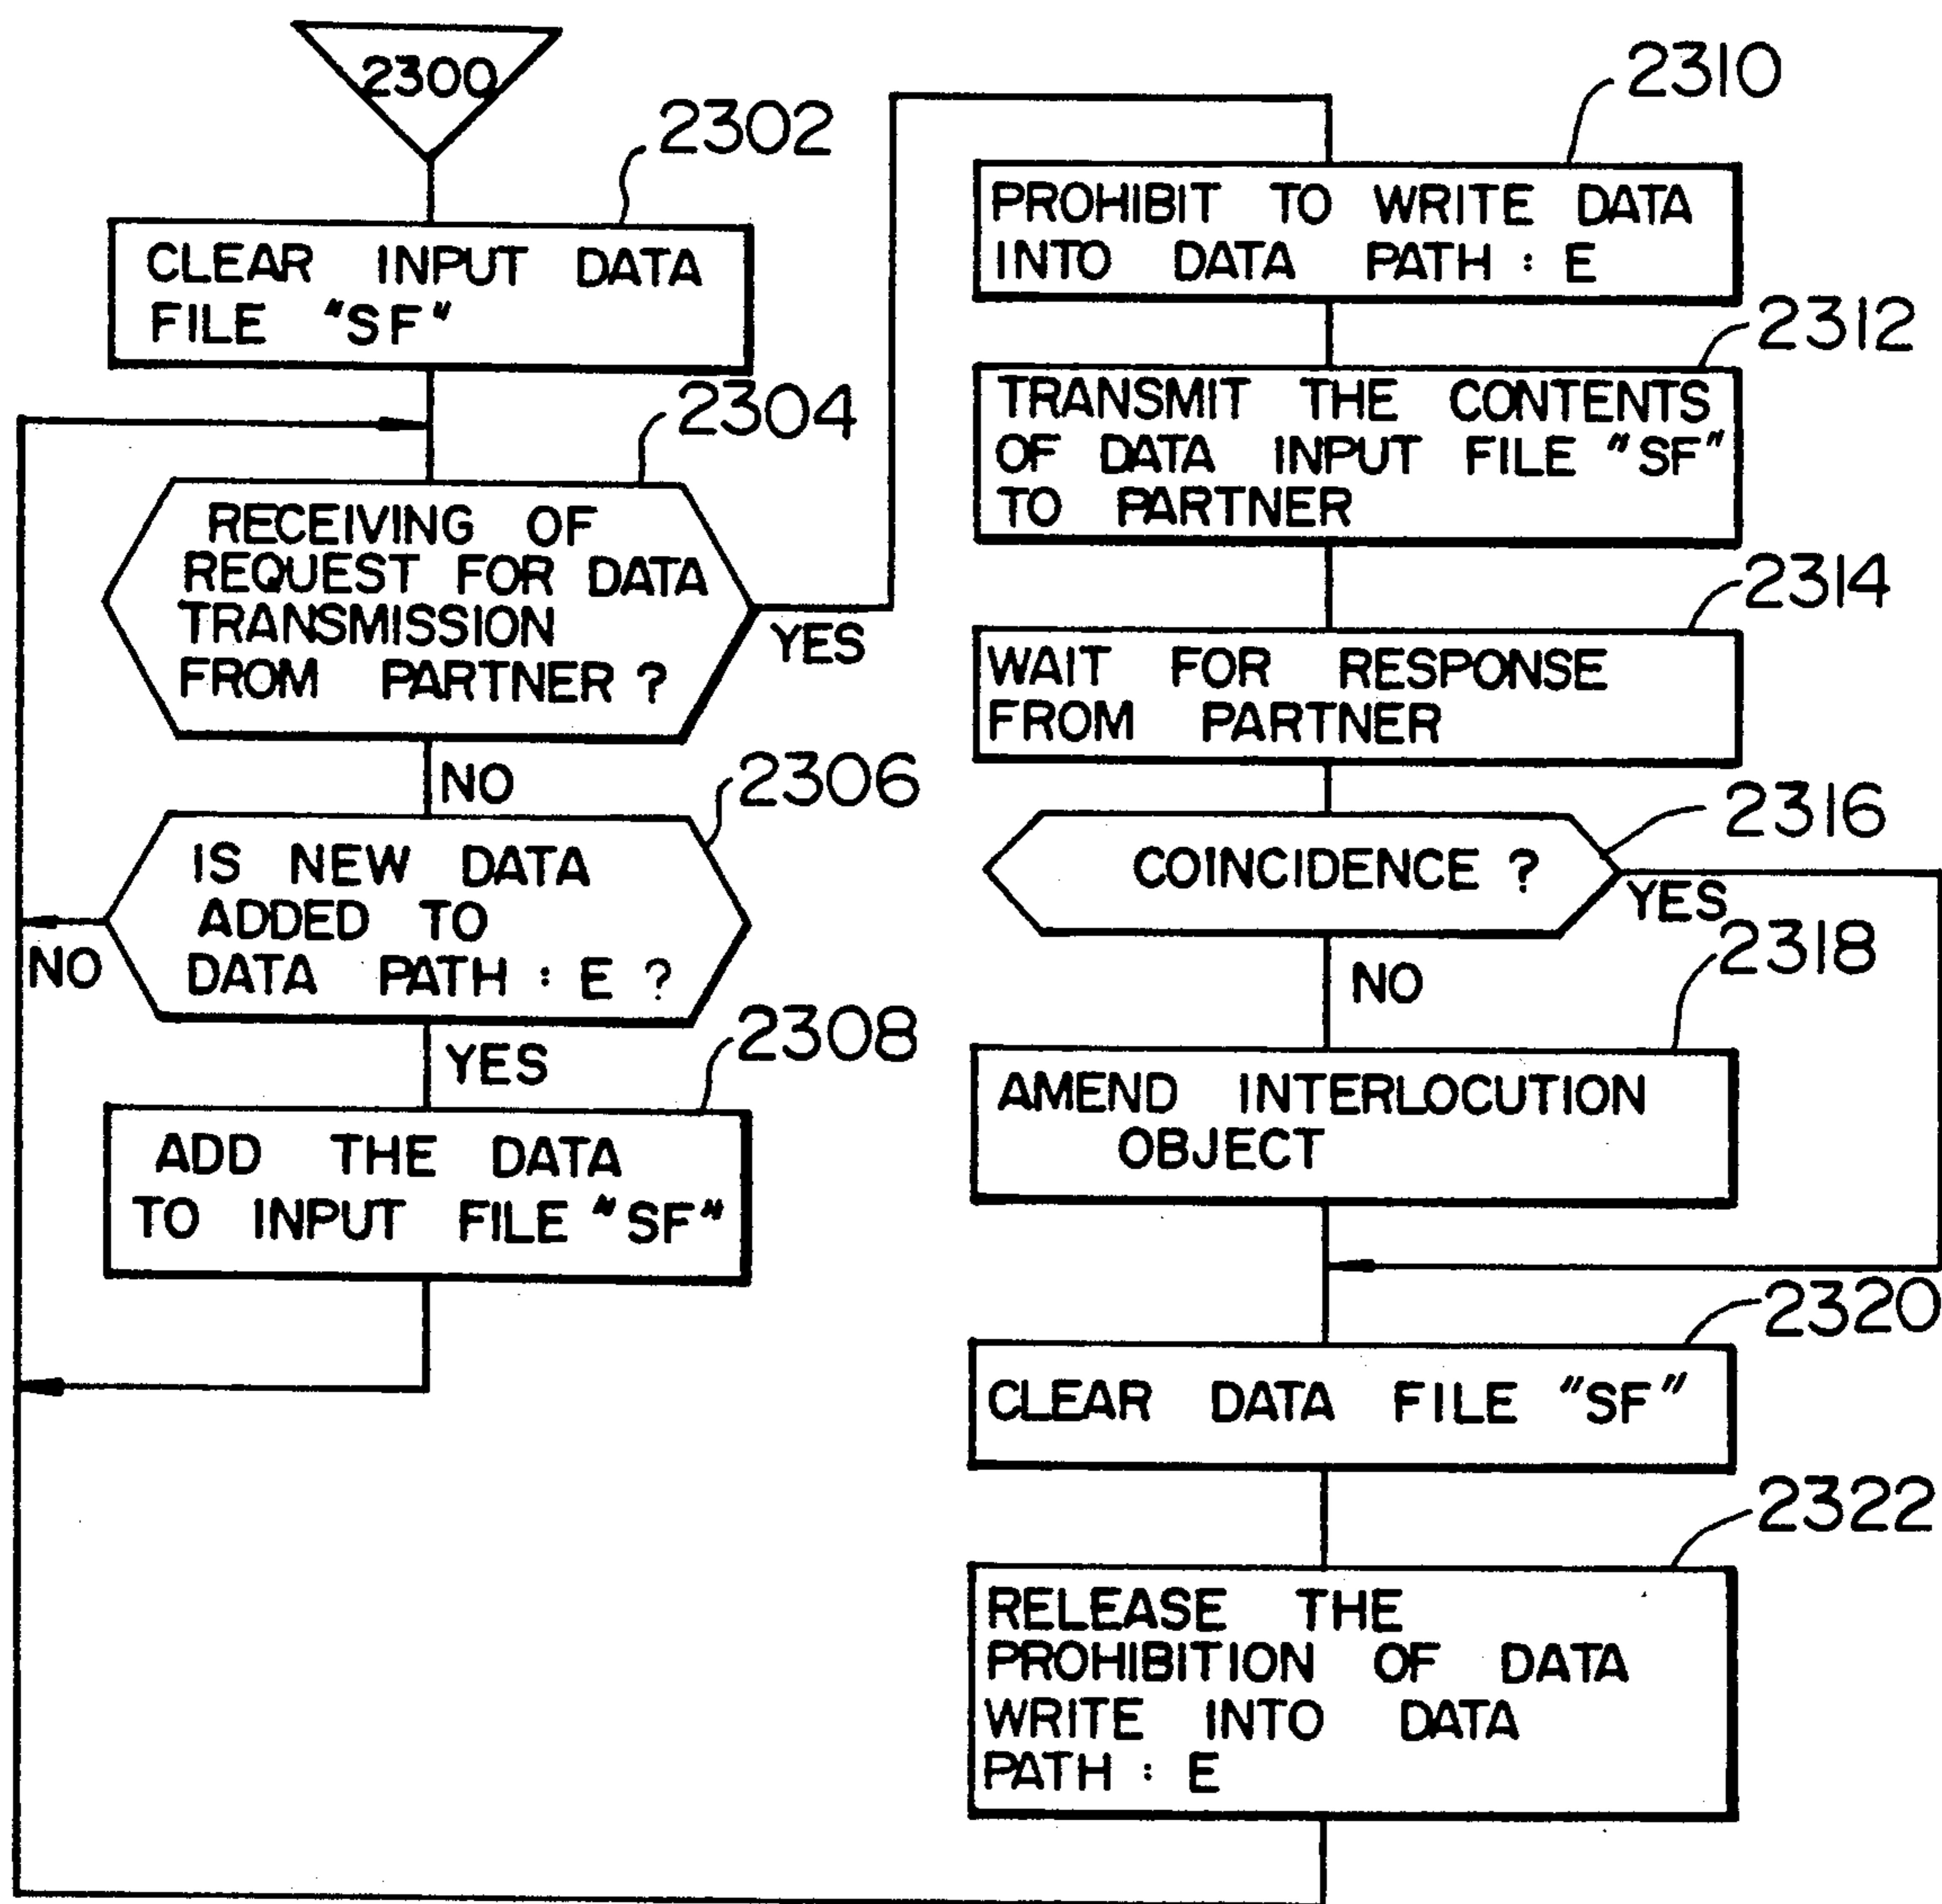 2300
2302
CLEAR INPUT DATA
FILE "SF"
2304
RECEIVING OF
REQUEST FOR DATA
TRANSMISSION
FROM PARTNER ?
YES
NO
2306
IS NEW DATA
ADDED TO
DATA PATH : E ?
NO
YES
2308
ADD THE DATA
TO INPUT FILE "SF"
2310
PROHIBIT TO WRITE DATA
INTO DATA PATH : E
2312
TRANSMIT THE CONTENTS
OF DATA INPUT FILE "SF"
TO PARTNER
2314
WAIT FOR RESPONSE
FROM PARTNER
2316
COINCIDENCE ?
YES
NO
2318
AMEND INTERLOCUTION
OBJECT
2320
CLEAR DATA FILE "SF"
2322
RELEASE THE
PROHIBITION OF DATA
WRITE INTO DATA
PATH : E